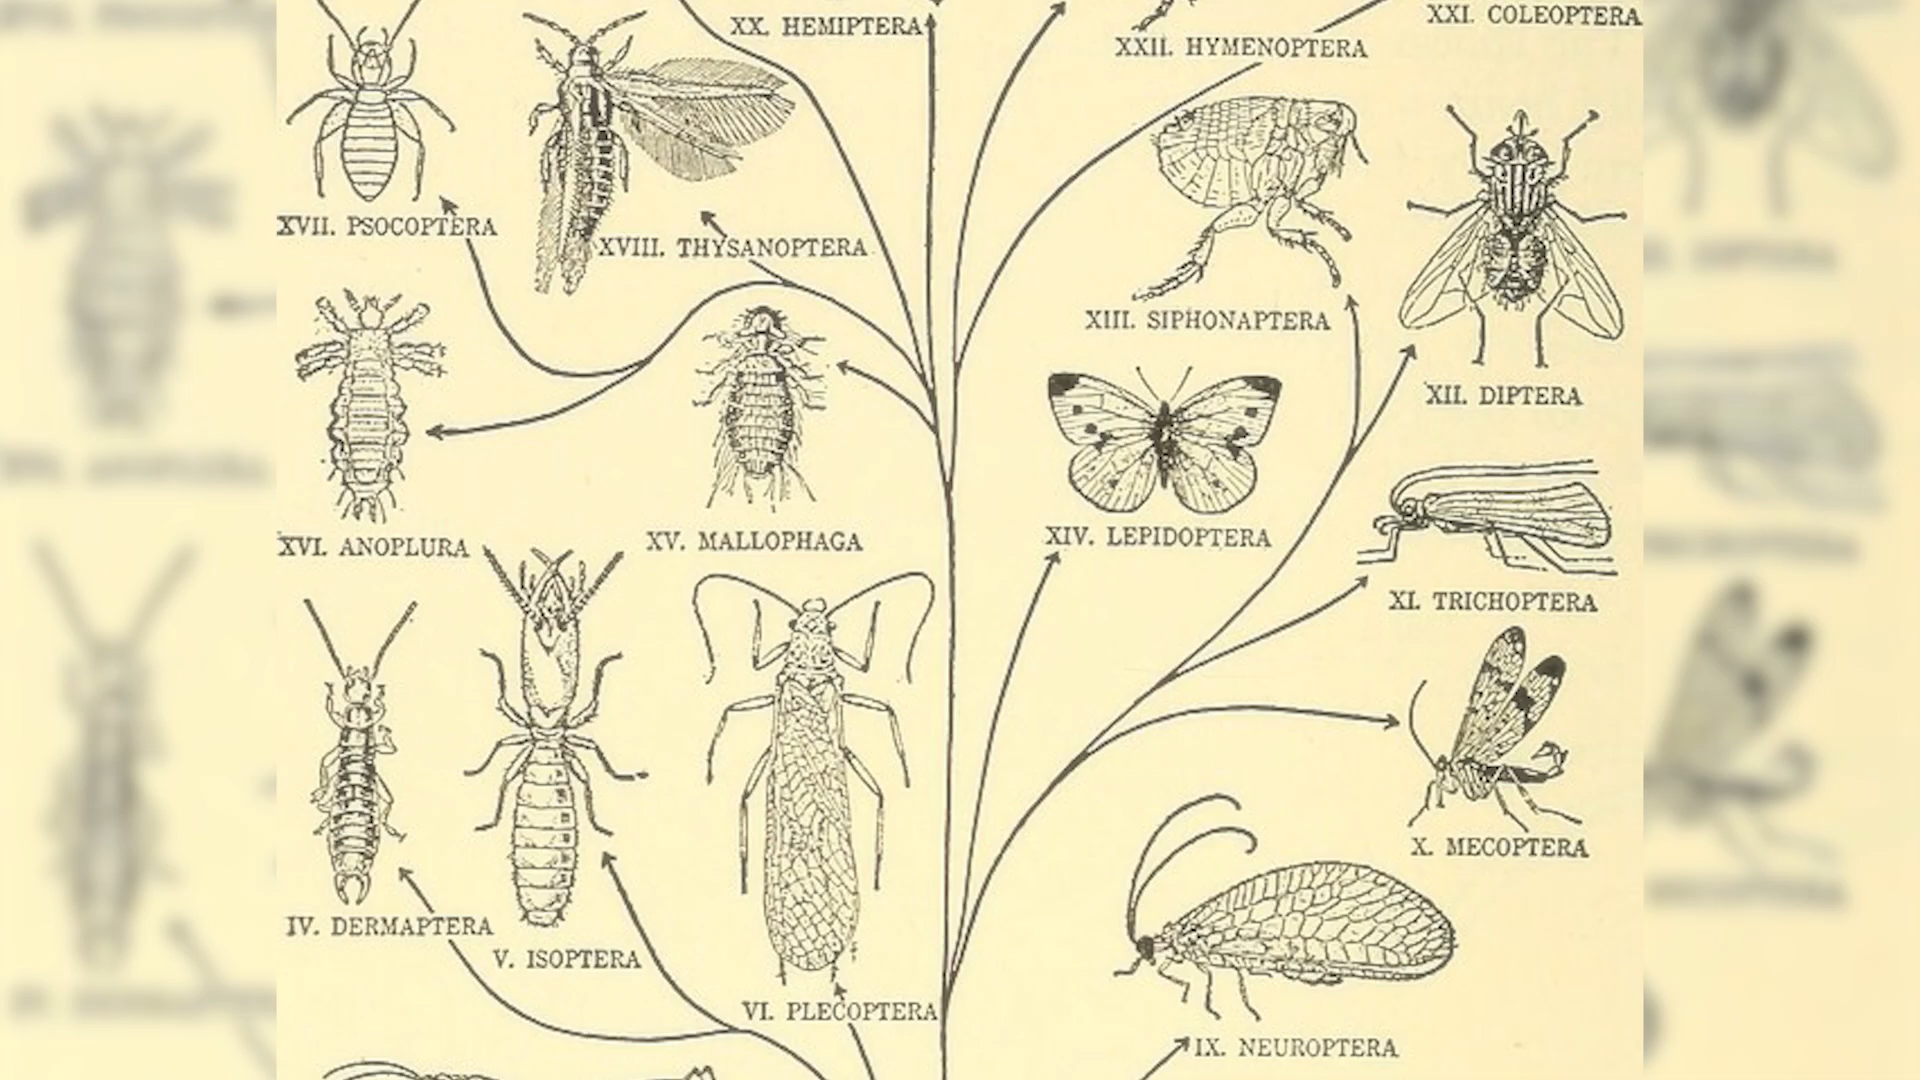 XX. HEMIPTERA
XXI. COLEOPTERA
XXII. HYMENOPTERA
XVII. PSOCOPTERA
XVIII. THYSANOPTERA
XIII. SIPHONAPTERA
XII. DIPTERA
XVI. ANOPLURA
XV. MALLOPHAGA
XIV. LEPIDOPTERA
XI. TRICHOPTERA
X. MECOPTERA
IV. DERMAPTERA
V. ISOPTERA
VI. PLECOPTERA
IX. NEUROPTERA